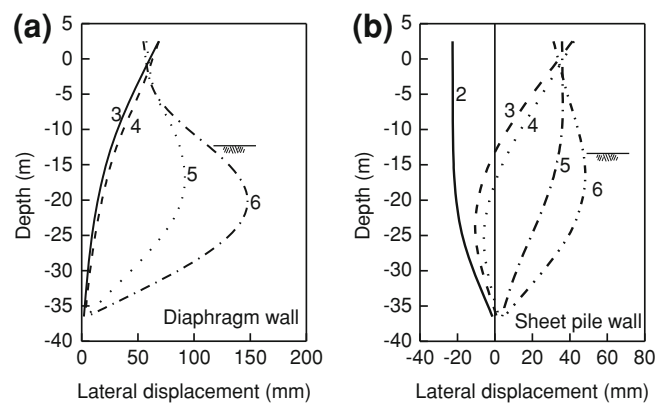 (a)
5
0
-5
-10
-15
-20
-25
-30
-35
-40
Depth (m)
3
4
5
6
Diaphragm wall
0 50 100 150 200
Lateral displacement (mm)
(b)
5
0
-5
-10
-15
-20
-25
-30
-35
-40
Depth (m)
2
3
4
5
6
Sheet pile wall
-40 -20 0 20 40 60 80
Lateral displacement (mm)